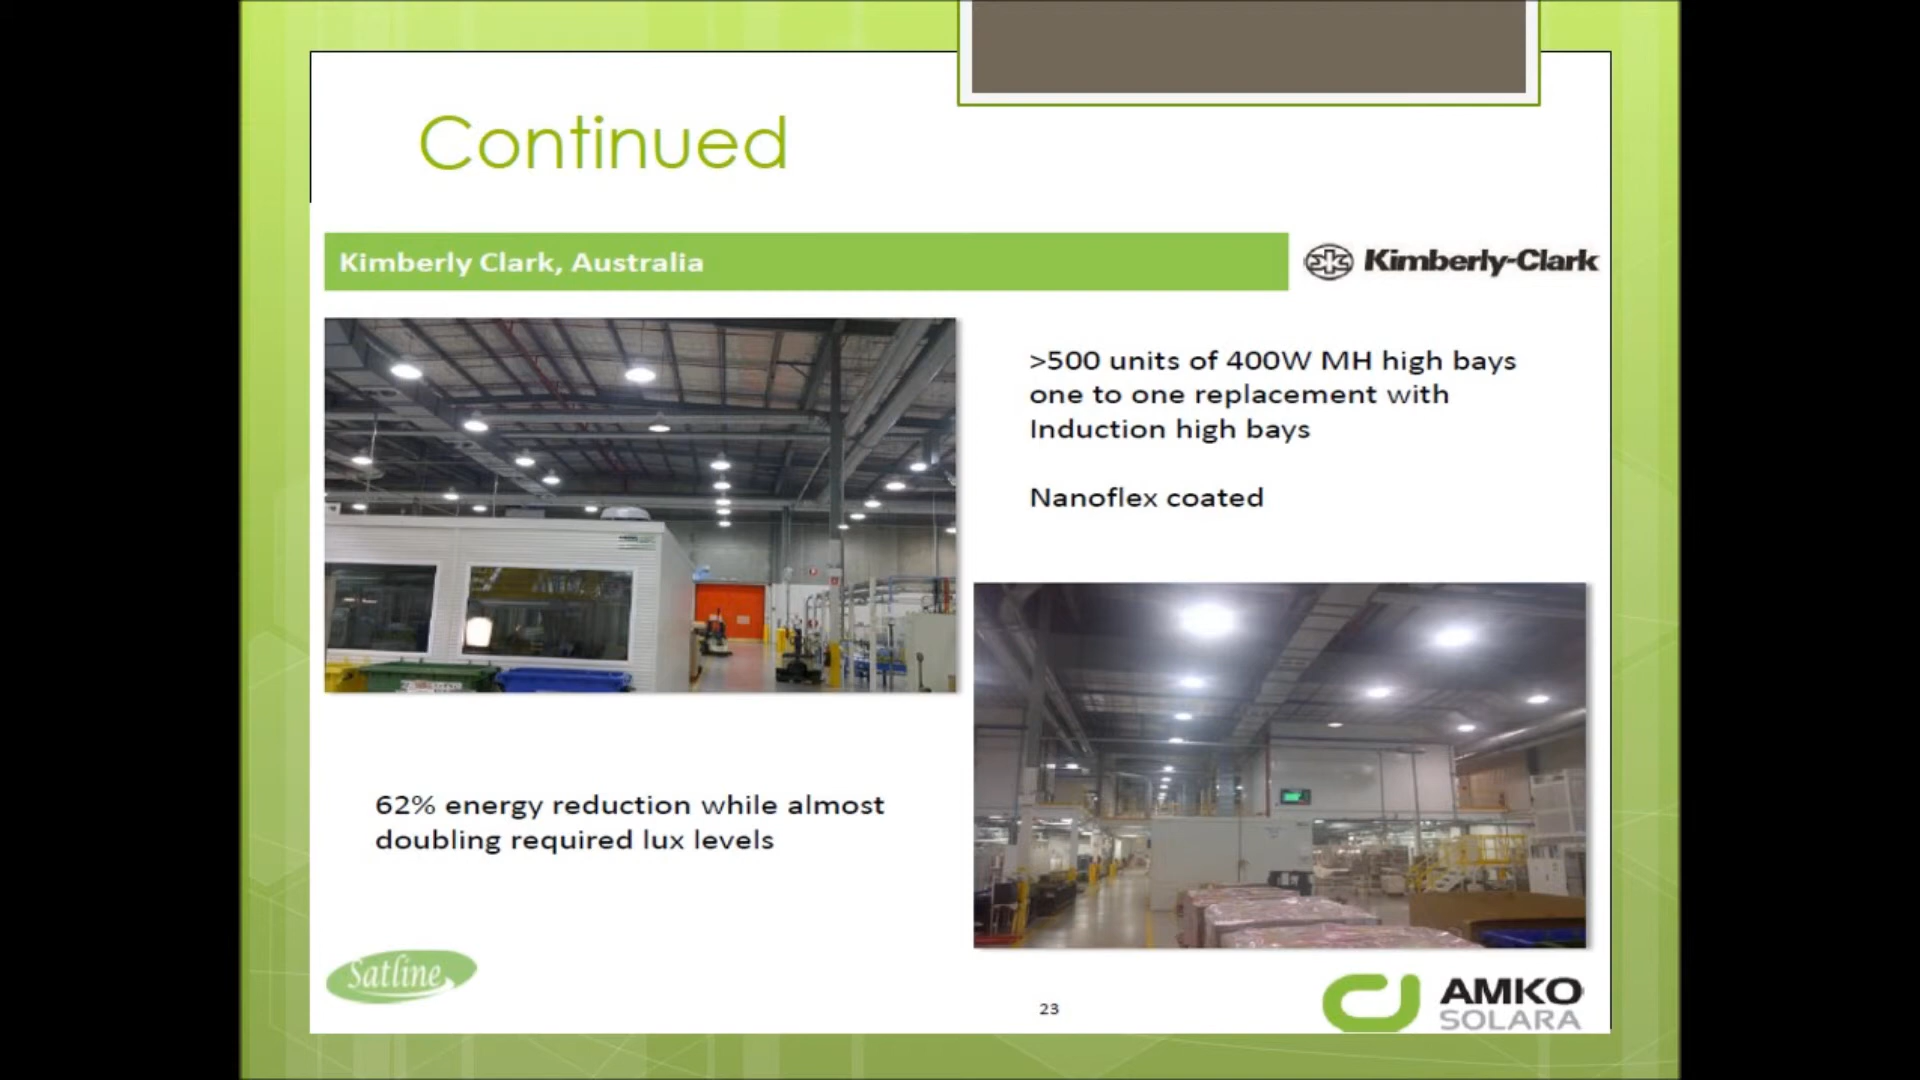 Continued
Kimberly Clark, Australia
Kimberly-Clark
>500 units of 400W MH high bays
one to one replacement with
Induction high bays
Nanoflex coated
62% energy reduction while almost
doubling required lux levels
Satline
23
AMKO
SOLARA